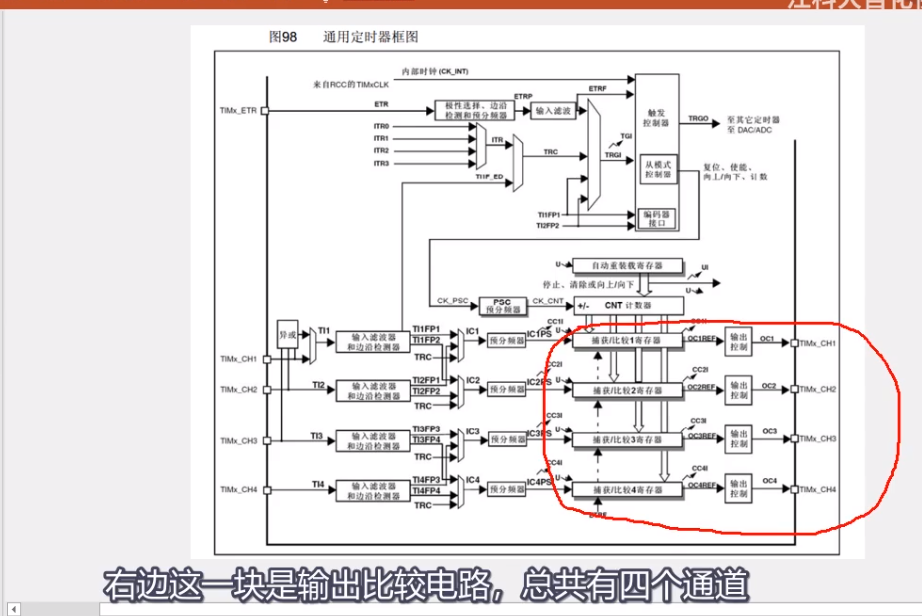 图98 通用定时器框图
内部时钟 (CK_INT)
来自RCC的TIMxCLK
TIMx_ETR
ETR
极性选择、边沿
检测和预分频器
ETRP
输入滤波
ETRF
触发
控制器
TRGO
至其它定时器
至 DAC/ADC
ITR0
ITR1
ITR2
ITR3
ITR
TI1F_ED
TRC
TRGI
TGI
从模式
控制器
复位、使能、
向上/向下、计数
TI1FP1
TI2FP2
编码器
接口
U
自动重装载寄存器
UI
U
停止、清除或向上/向下
CK_PSC
PSC
预分频器
CK_CNT
+/-
CNT 计数器
异或
TI1
输入滤波器
和边沿检测器
TI1FP1
TI1FP2
TRC
IC1
预分频器
IC1PS
CC1I
U
捕获/比较1寄存器
OC1REF
输出
控制
OC1
TIMx_CH1
TIMx_CH1
TIMx_CH2
TI2
输入滤波器
和边沿检测器
TI2FP1
TI2FP2
TRC
IC2
预分频器
IC2PS
CC2I
U
捕获/比较2寄存器
CC2I
OC2REF
输出
控制
OC2
TIMx_CH2
TIMx_CH3
TI3
输入滤波器
和边沿检测器
TI3FP3
TI3FP4
TRC
IC3
预分频器
IC3PS
CC3I
U
捕获/比较3寄存器
CC3I
OC3REF
输出
控制
OC3
TIMx_CH3
TIMx_CH4
TI4
输入滤波器
和边沿检测器
TI4FP3
TI4FP4
TRC
IC4
预分频器
IC4PS
CC4I
U
捕获/比较4寄存器
CC4I
OC4REF
输出
控制
OC4
TIMx_CH4
右边这一块是输出比较电路，总共有四个通道